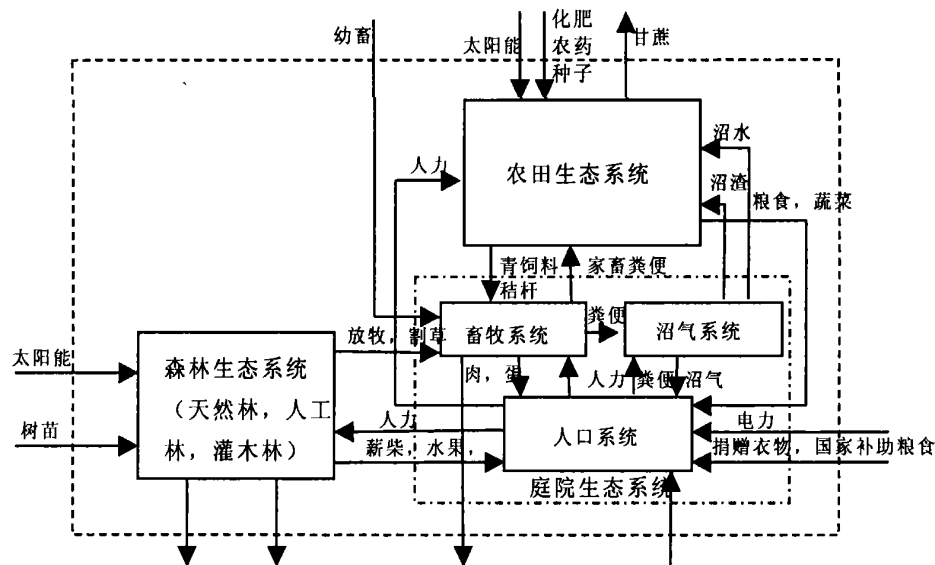 幼畜
太阳能
化肥
农药
种子
甘蔗
人力
农田生态系统
沼水
沼渣
粮食，蔬菜
青饲料
秸杆
家畜粪便
放牧，割草
畜牧系统
粪便
沼气系统
太阳能
树苗
森林生态系统
（天然林，人工
林，灌木林）
肉，蛋
人力
粪便
沼气
人力
薪柴，水果，
人口系统
电力
捐赠衣物，国家补助粮食
庭院生态系统